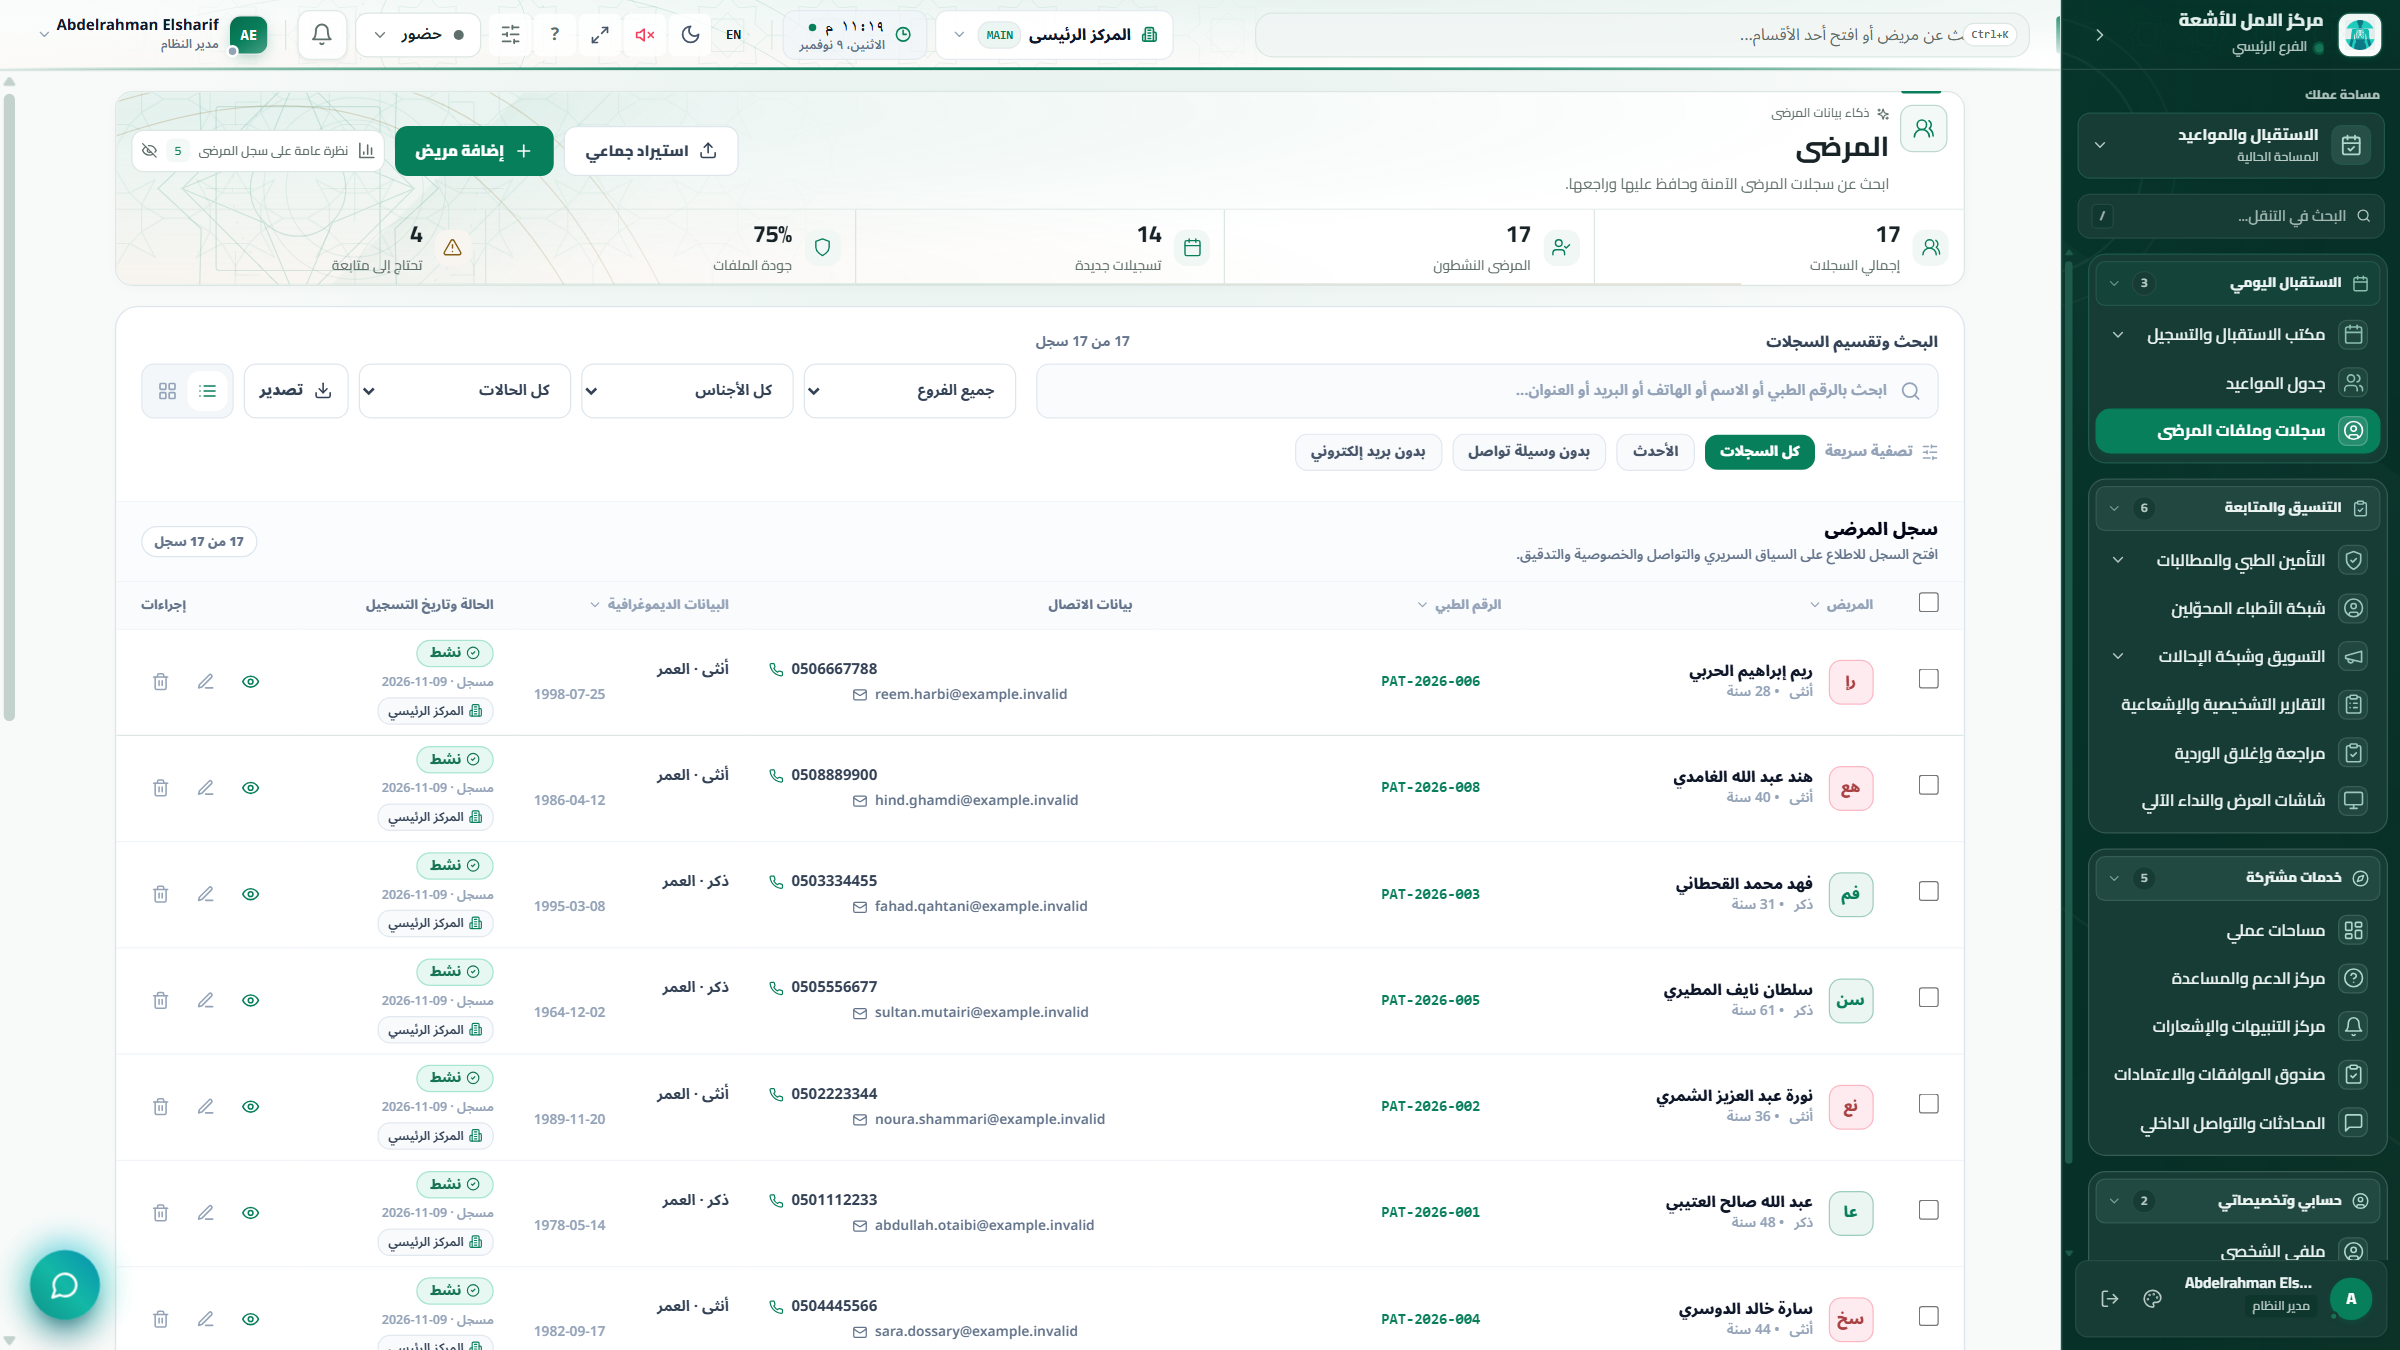 مركز الامل للأشعة
الفرع الرئيسي
مساحة عملك
الاستقبال والمواعيد
المساحة الحالية
البحث في التنقل...
/
الاستقبال اليومي
3
مكتب الاستقبال والتسجيل
جدول المواعيد
سجلات وملفات المرضى
التنسيق والمتابعة
6
التأمين الطبي والمطالبات
شبكة الأطباء المحوّلين
التسويق وشبكة الإحالات
التقارير التشخيصية والإشعاعية
مراجعة وإغلاق الوردية
شاشات العرض والنداء الآلي
خدمات مشتركة
5
مساحات عملي
مركز الدعم والمساعدة
مركز التنبيهات والإشعارات
صندوق الموافقات والاعتمادات
المحادثات والتواصل الداخلي
حسابي وتخصيصاتي
2
ملفي الشخصي
A
Abdelrahman Els...
مدير النظام
عن مريض أو افتح أحد الأقسام...
Ctrl+K
المركز الرئيسي
MAIN
١١:١٩ م
الاثنين، ٩ نوفمبر
EN
?
حضور
AE
Abdelrahman Elsharif
مدير النظام
ذكاء بيانات المرضى
المرضى
ابحث عن سجلات المرضى الآمنة وحافظ عليها وراجعها.
استيراد جماعي
إضافة مريض
نظرة عامة على سجل المرضى
5
17
إجمالي السجلات
17
المرضى النشطون
14
تسجيلات جديدة
75%
جودة الملفات
4
تحتاج إلى متابعة
البحث وتقسيم السجلات
17 من 17 سجل
ابحث بالرقم الطبي أو الاسم أو الهاتف أو البريد أو العنوان...
جميع الفروع
كل الأجناس
كل الحالات
تصدير
تصفية سريعة
كل السجلات
الأحدث
بدون وسيلة تواصل
بدون بريد إلكتروني
سجل المرضى
افتح السجل للاطلاع على السياق السريري والتواصل والخصوصية والتدقيق.
17 من 17 سجل
المريض
الرقم الطبي
بيانات الاتصال
البيانات الديموغرافية
الحالة وتاريخ التسجيل
إجراءات
رإ
ريم إبراهيم الحربي
أنثى • 28 سنة
PAT-2026-006
0506667788
reem.harbi@example.invalid
أنثى · العمر
1998-07-25
نشط
مسجل · 09-11-2026
المركز الرئيسي
هع
هند عبد الله الغامدي
أنثى • 40 سنة
PAT-2026-008
0508889900
hind.ghamdi@example.invalid
أنثى · العمر
1986-04-12
نشط
مسجل · 09-11-2026
المركز الرئيسي
فم
فهد محمد القحطاني
ذكر • 31 سنة
PAT-2026-003
0503334455
fahad.qahtani@example.invalid
ذكر · العمر
1995-03-08
نشط
مسجل · 09-11-2026
المركز الرئيسي
سن
سلطان نايف المطيري
ذكر • 61 سنة
PAT-2026-005
0505556677
sultan.mutairi@example.invalid
ذكر · العمر
1964-12-02
نشط
مسجل · 09-11-2026
المركز الرئيسي
نع
نورة عبد العزيز الشمري
أنثى • 36 سنة
PAT-2026-002
0502223344
noura.shammari@example.invalid
أنثى · العمر
1989-11-20
نشط
مسجل · 09-11-2026
المركز الرئيسي
عا
عبد الله صالح العتيبي
ذكر • 48 سنة
PAT-2026-001
0501112233
abdullah.otaibi@example.invalid
ذكر · العمر
1978-05-14
نشط
مسجل · 09-11-2026
المركز الرئيسي
سخ
سارة خالد الدوسري
أنثى • 44 سنة
PAT-2026-004
0504445566
sara.dossary@example.invalid
أنثى · العمر
1982-09-17
نشط
مسجل · 09-11-2026
المركز الرئيسي